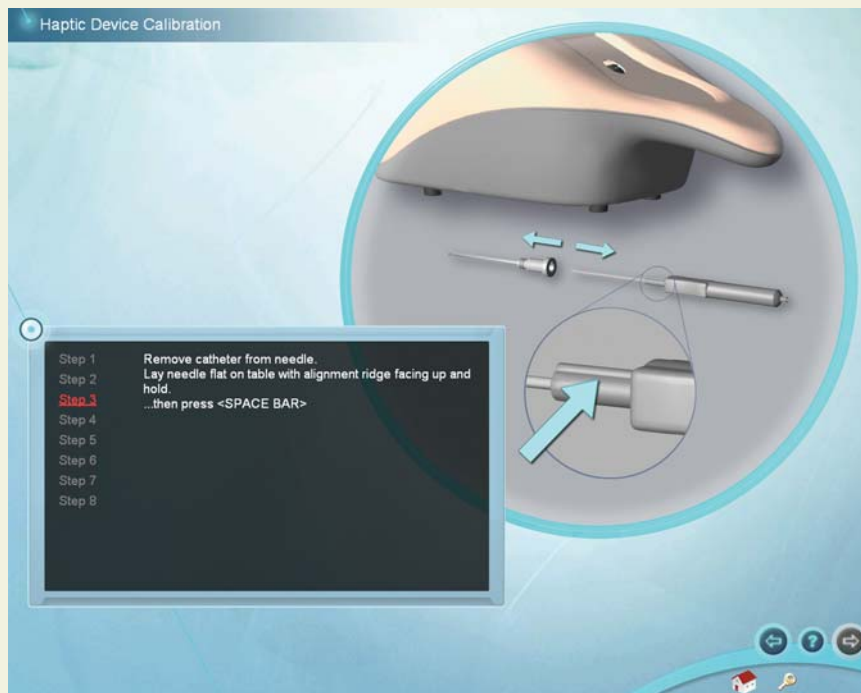 Haptic Device Calibration
Step 1
Step 2
Step 3
Step 4
Step 5
Step 6
Step 7
Step 8
Remove catheter from needle.
Lay needle flat on table with alignment ridge facing up and
hold.
...then press <SPACE BAR>
?